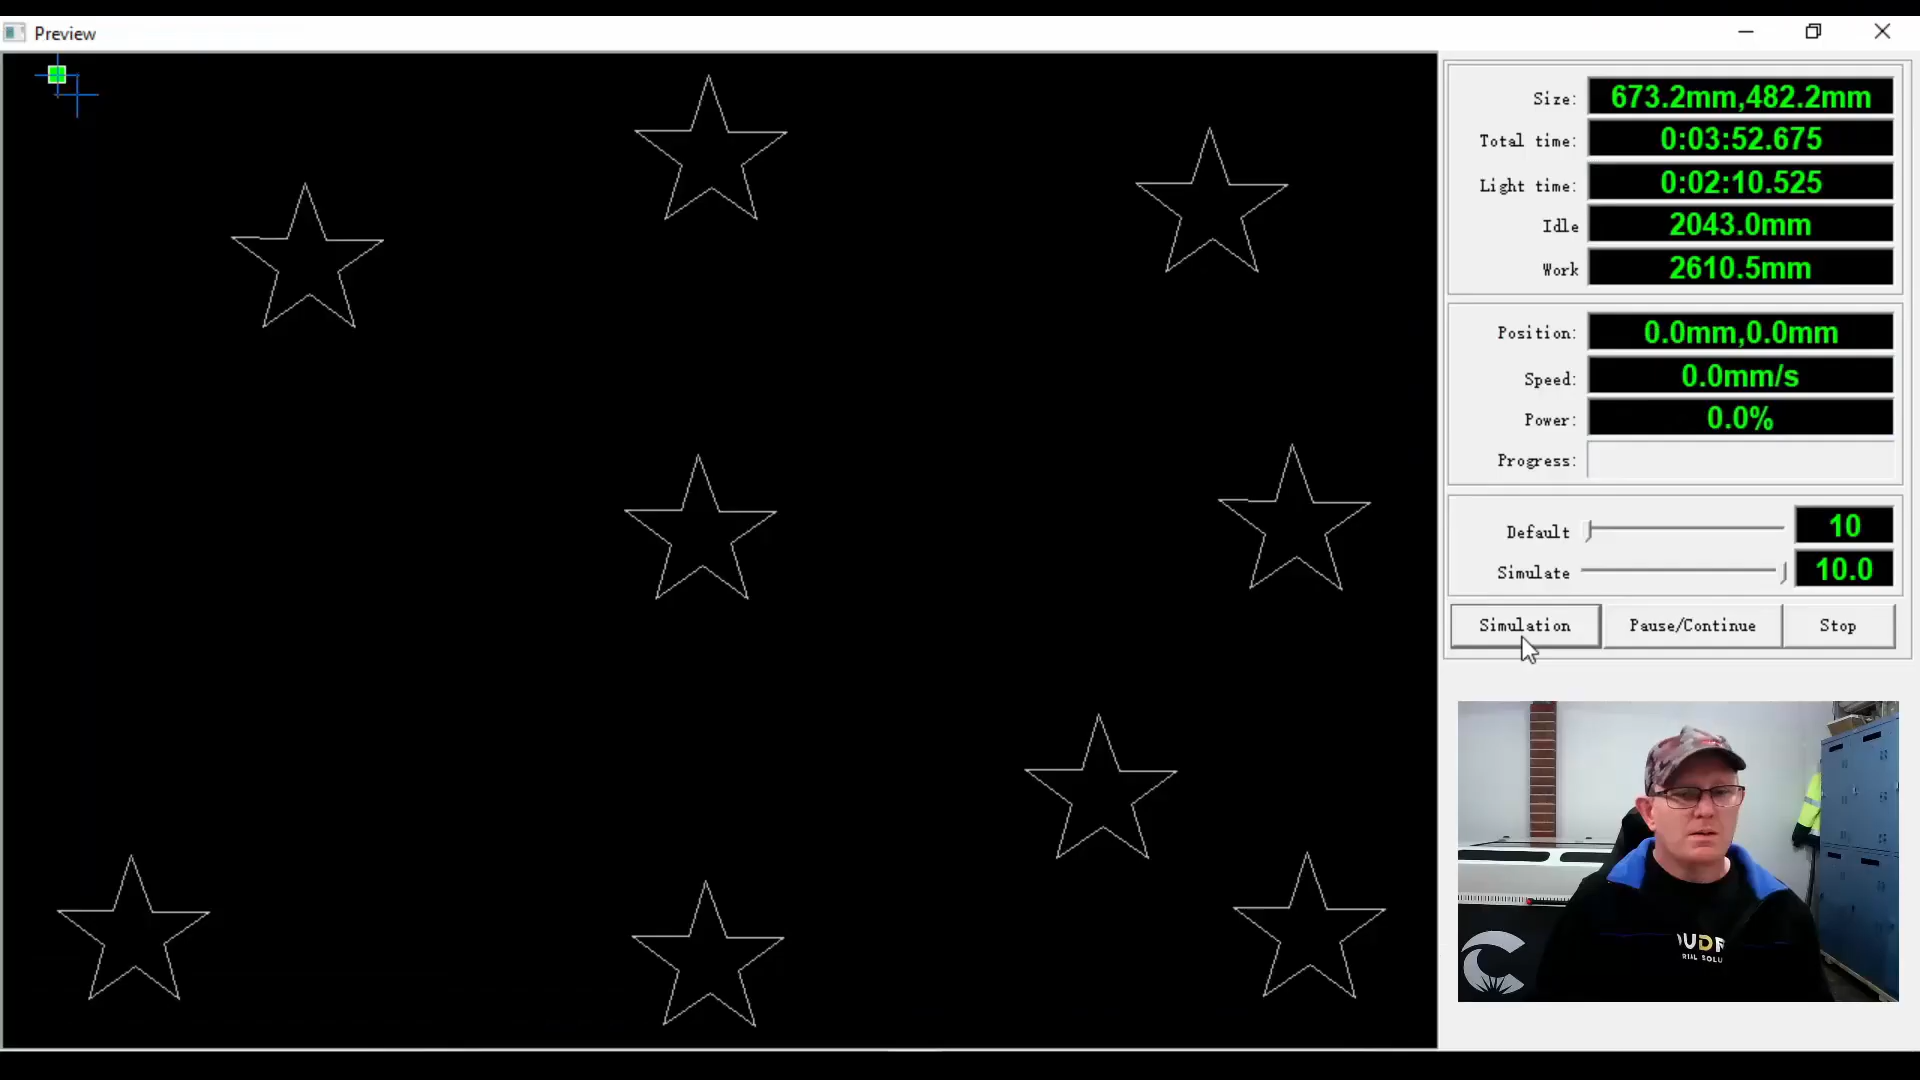 Preview
Size: 673.2mm,482.2mm
Total time: 0:03:52.675
Light time: 0:02:10.525
Idle 2043.0mm
Work 2610.5mm
Position: 0.0mm,0.0mm
Speed: 0.0mm/s
Power: 0.0%
Progress:
Default 10
Simulate 10.0
Simulation Pause/Continue Stop